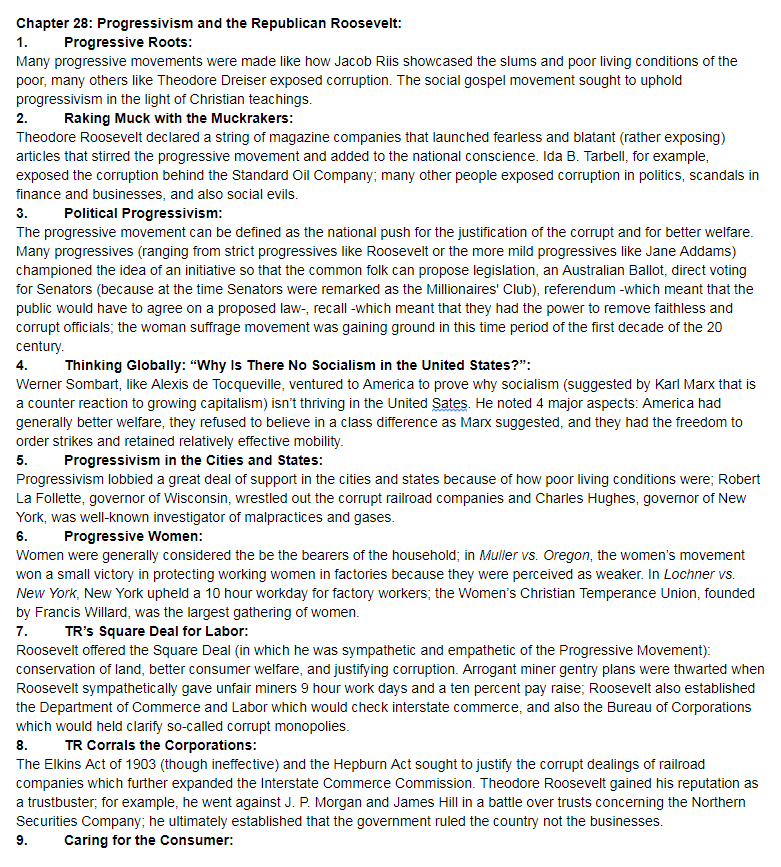 Chapter 28: Progressivism and the Republican Roosevelt:
1. Progressive Roots:
Many progressive movements were made like how Jacob Riis showcased the slums and poor living conditions of the
poor, many others like Theodore Dreiser exposed corruption. The social gospel movement sought to uphold
progressivism in the light of Christian teachings.
2. Raking Muck with the Muckrakers:
Theodore Roosevelt declared a string of magazine companies that launched fearless and blatant (rather exposing)
articles that stirred the progressive movement and added to the national conscience. Ida B. Tarbell, for example,
exposed the corruption behind the Standard Oil Company; many other people exposed corruption in politics, scandals in
finance and businesses, and also social evils.
3. Political Progressivism:
The progressive movement can be defined as the national push for the justification of the corrupt and for better welfare.
Many progressives (ranging from strict progressives like Roosevelt or the more mild progressives like Jane Addams)
championed the idea of an initiative so that the common folk can propose legislation, an Australian Ballot, direct voting
for Senators (because at the time Senators were remarked as the Millionaires' Club), referendum -which meant that the
public would have to agree on a proposed law-, recall -which meant that they had the power to remove faithless and
corrupt officials; the woman suffrage movement was gaining ground in this time period of the first decade of the 20
century.
4. Thinking Globally: “Why Is There No Socialism in the United States?”:
Werner Sombart, like Alexis de Tocqueville, ventured to America to prove why socialism (suggested by Karl Marx that is
a counter reaction to growing capitalism) isn’t thriving in the United Sates. He noted 4 major aspects: America had
generally better welfare, they refused to believe in a class difference as Marx suggested, and they had the freedom to
order strikes and retained relatively effective mobility.
5. Progressivism in the Cities and States:
Progressivism lobbied a great deal of support in the cities and states because of how poor living conditions were; Robert
La Follette, governor of Wisconsin, wrestled out the corrupt railroad companies and Charles Hughes, governor of New
York, was well-known investigator of malpractices and gases.
6. Progressive Women:
Women were generally considered the be the bearers of the household; in Muller vs. Oregon, the women’s movement
won a small victory in protecting working women in factories because they were perceived as weaker. In Lochner vs.
New York, New York upheld a 10 hour workday for factory workers; the Women’s Christian Temperance Union, founded
by Francis Willard, was the largest gathering of women.
7. TR’s Square Deal for Labor:
Roosevelt offered the Square Deal (in which he was sympathetic and empathetic of the Progressive Movement):
conservation of land, better consumer welfare, and justifying corruption. Arrogant miner gentry plans were thwarted when
Roosevelt sympathetically gave unfair miners 9 hour work days and a ten percent pay raise; Roosevelt also established
the Department of Commerce and Labor which would check interstate commerce, and also the Bureau of Corporations
which would held clarify so-called corrupt monopolies.
8. TR Corrals the Corporations:
The Elkins Act of 1903 (though ineffective) and the Hepburn Act sought to justify the corrupt dealings of railroad
companies which further expanded the Interstate Commerce Commission. Theodore Roosevelt gained his reputation as
a trustbuster; for example, he went against J. P. Morgan and James Hill in a battle over trusts concerning the Northern
Securities Company; he ultimately established that the government ruled the country not the businesses.
9. Caring for the Consumer: